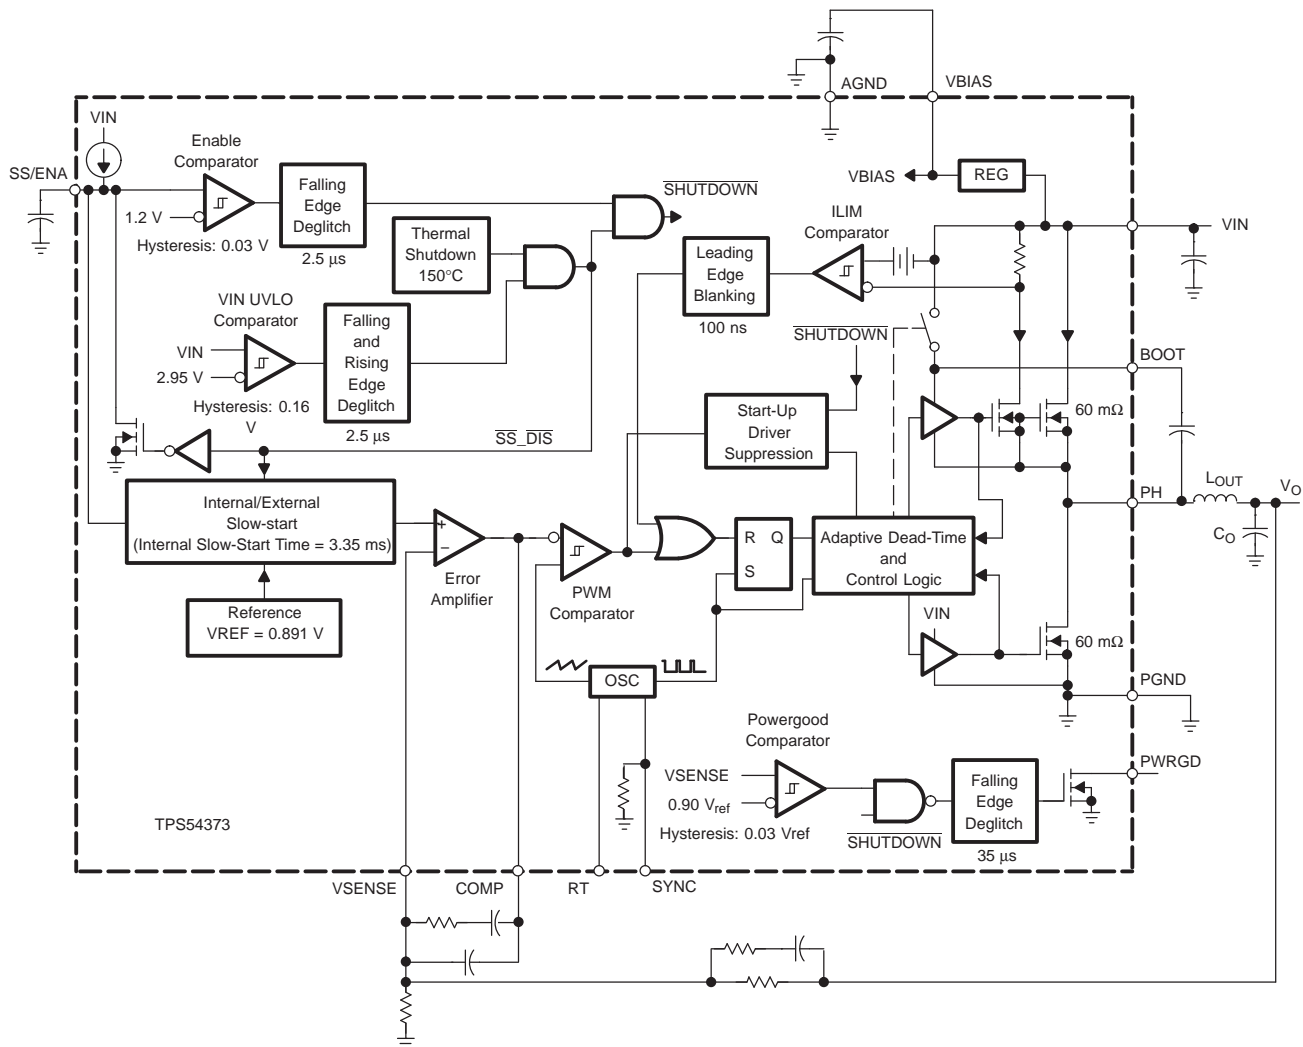 AGND
VBIAS
VIN
Enable
Comparator
SS/ENA
1.2 V
Hysteresis: 0.03 V
Falling
Edge
Deglitch
2.5 µs
SHUTDOWN
VBIAS
REG
Thermal
Shutdown
150°C
Leading
Edge
Blanking
100 ns
ILIM
Comparator
VIN
VIN UVLO
Comparator
VIN
2.95 V
Hysteresis: 0.16
V
Falling
and
Rising
Edge
Deglitch
2.5 µs
SHUTDOWN
BOOT
Start-Up
Driver
Suppression
60 mΩ
SS_DIS
Internal/External
Slow-start
(Internal Slow-Start Time = 3.35 ms)
PH
LOUT
VO
CO
+
−
Error
Amplifier
PWM
Comparator
R Q
S
Adaptive Dead-Time
and
Control Logic
Reference
VREF = 0.891 V
VIN
60 mΩ
OSC
PGND
Powergood
Comparator
VSENSE
0.90 Vref
Hysteresis: 0.03 Vref
SHUTDOWN
Falling
Edge
Deglitch
35 µs
PWRGD
TPS54373
VSENSE
COMP
RT
SYNC